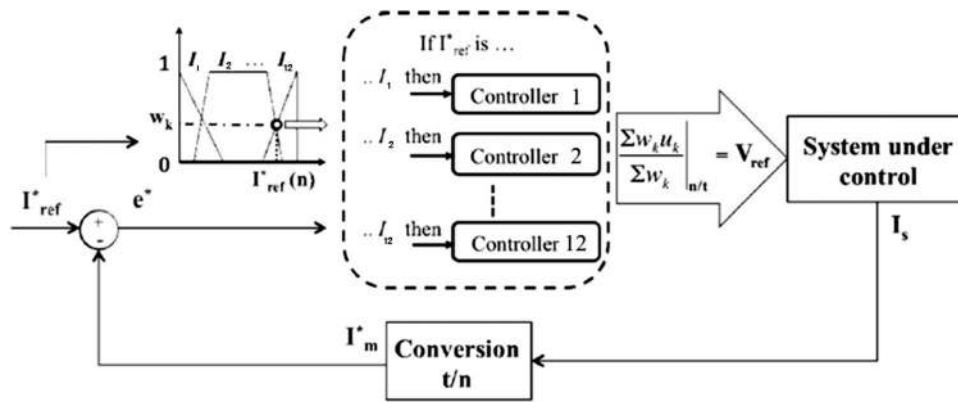 1
I₁ I₂ ... I₁₂
wₖ
0
I*ref (n)
I*ref
e*
+
-
If I*ref is ...
.. I₁ then
Controller 1
.. I₂ then
Controller 2
.. I₁₂ then
Controller 12
Σwₖuₖ
Σwₖ
n/t
= Vref
System under
control
Iₛ
I*m
Conversion
t/n